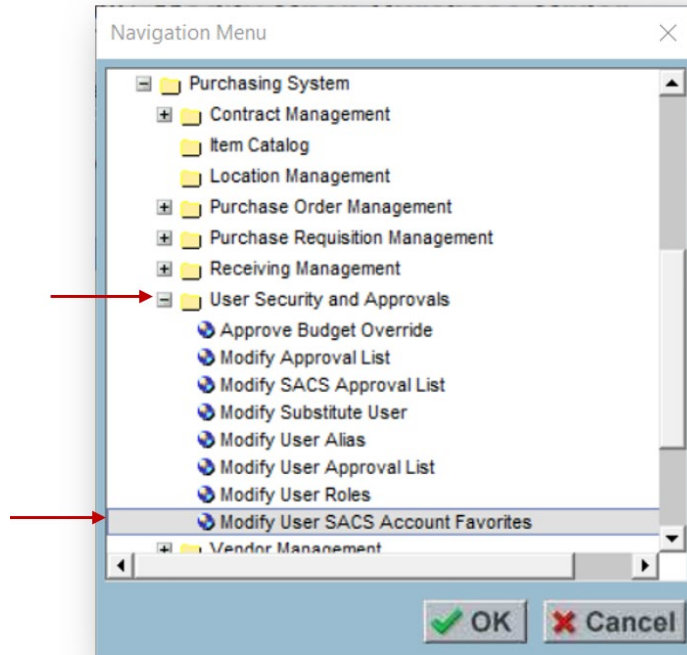 Navigation Menu
Purchasing System
Contract Management
Item Catalog
Location Management
Purchase Order Management
Purchase Requisition Management
Receiving Management
User Security and Approvals
Approve Budget Override
Modify Approval List
Modify SACS Approval List
Modify Substitute User
Modify User Alias
Modify User Approval List
Modify User Roles
Modify User SACS Account Favorites
Vendor Management
OK Cancel